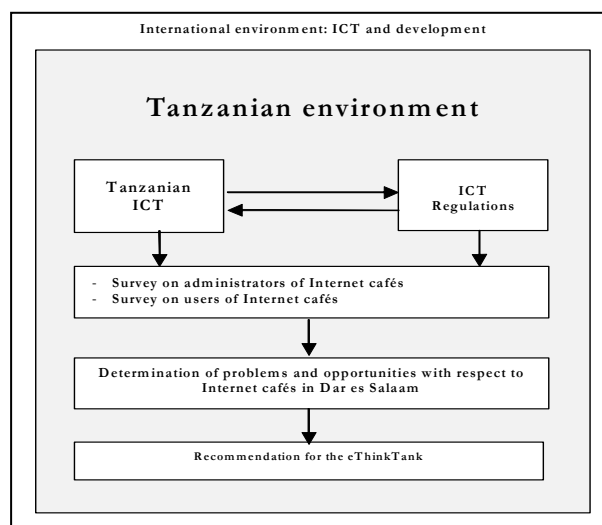 International environment: ICT and development
Tanzanian environment
Tanzanian
ICT
ICT
Regulations
- Survey on administrators of Internet cafés
- Survey on users of Internet cafés
Determination of problems and opportunities with respect to
Internet cafés in Dar es Salaam
Recommendation for the eThinkTank